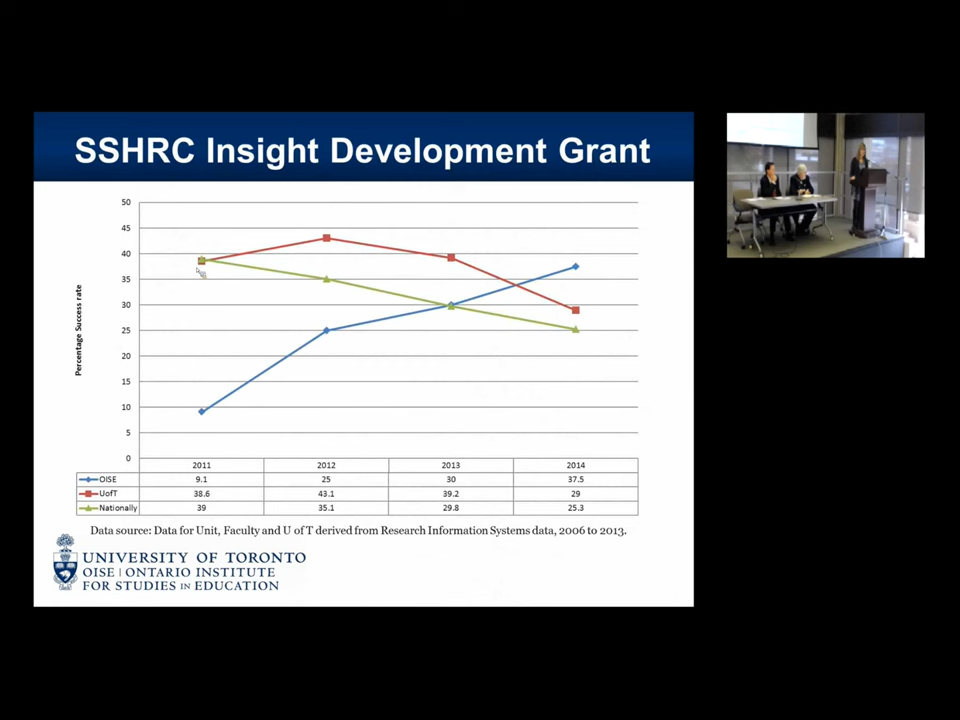 SSHRC Insight Development Grant
50
45
40
35
30
25
20
15
10
5
0
Percentage Success rate
2011 2012 2013 2014
OISE 9.1 25 30 37.5
UofT 38.6 43.1 39.2 29
Nationally 39 35.1 29.8 25.3
Data source: Data for Unit, Faculty and U of T derived from Research Information Systems data, 2006 to 2013.
UNIVERSITY OF TORONTO
OISE | ONTARIO INSTITUTE
FOR STUDIES IN EDUCATION